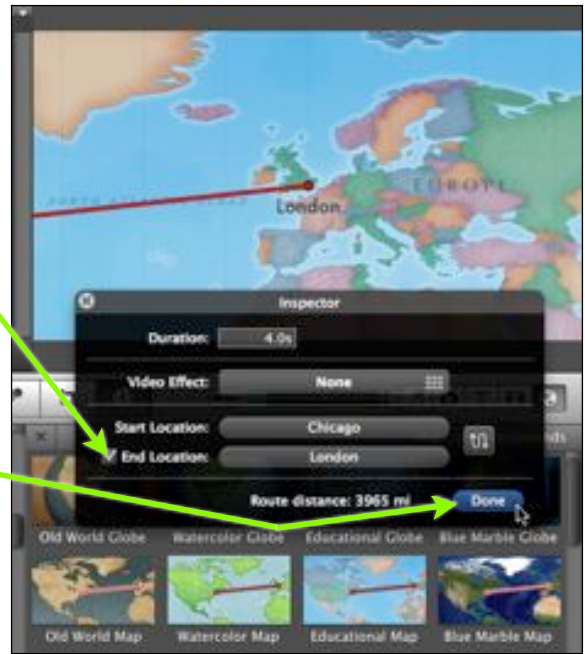 EUROPE
London
Inspector
Duration: 4.0s
Video Effect: None
Start Location: Chicago
End Location: London
Route distance: 3965 mi Done
Old World Globe Watercolor Globe Educational Globe Blue Marble Globe
Old World Map Watercolor Map Educational Map Blue Marble Map